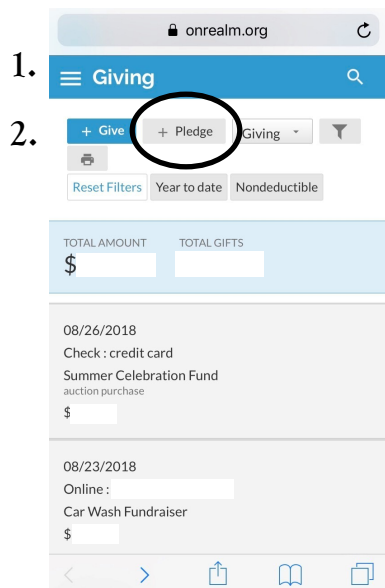 onrealm.org
1.
Giving
2.
+ Give + Pledge Giving
Reset Filters Year to date Nondeductible
TOTAL AMOUNT TOTAL GIFTS
$
08/26/2018
Check : credit card
Summer Celebration Fund
auction purchase
$
08/23/2018
Online :
Car Wash Fundraiser
$